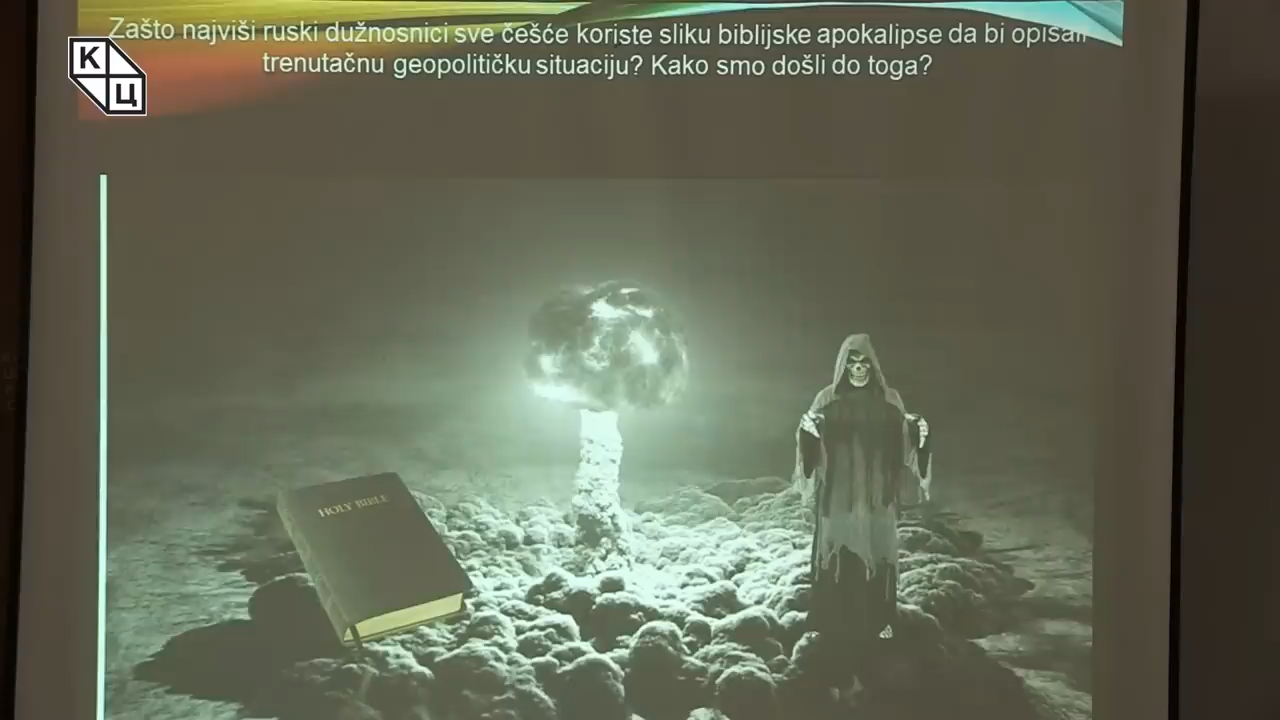 Zašto najviši ruski dužnosnici sve češće koriste sliku biblijske apokalipse da bi opisali
trenutačnu geopolitičku situaciju? Kako smo došli do toga?
К
Ц
HOLY BIBLE